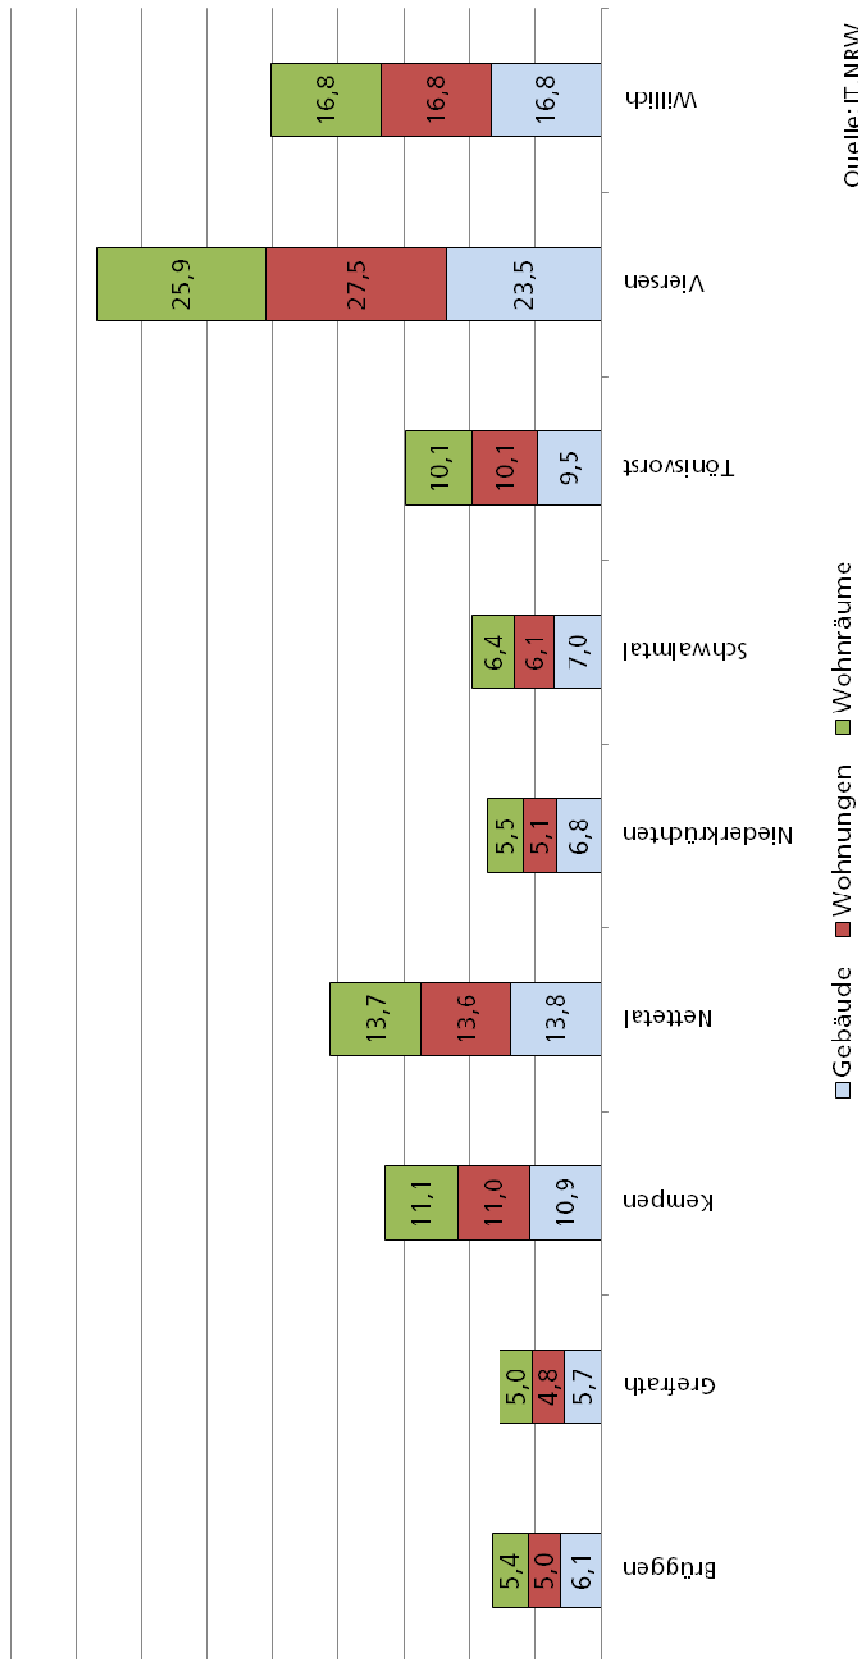 5,4 5,0 11,1 13,7 5,5 6,4 10,1 25,9 16,8
5,0 4,8 11,0 13,6 5,1 6,1 10,1 27,5 16,8
6,1 5,7 10,9 13,8 6,8 7,0 9,5 23,5 16,8
Brüggen Grefrath Kempen Nettetal Niederkrüchten Schwalmtal Tönisvorst Viersen Willich
Gebäude Wohnungen Wohnräume
Quelle: IT NRW